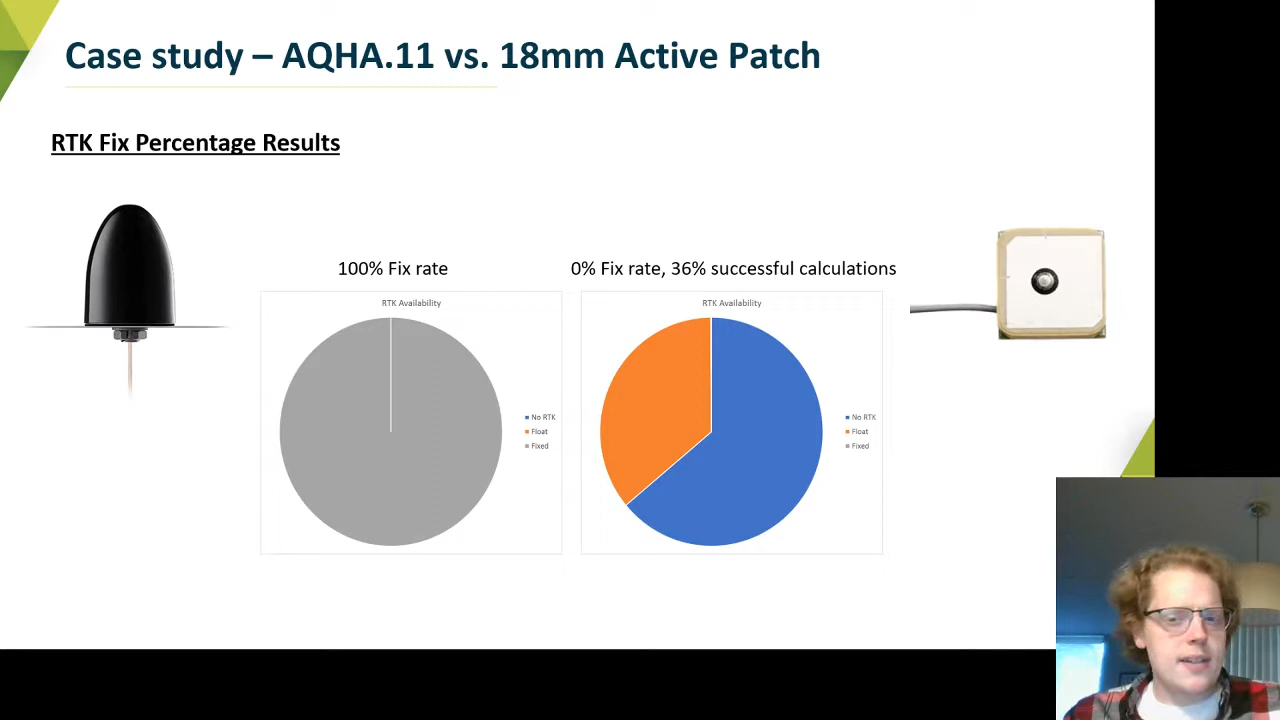 Case study – AQHA.11 vs. 18mm Active Patch
RTK Fix Percentage Results
100% Fix rate
0% Fix rate, 36% successful calculations
RTK Availability
No RTK
Float
Fixed
RTK Availability
No RTK
Float
Fixed